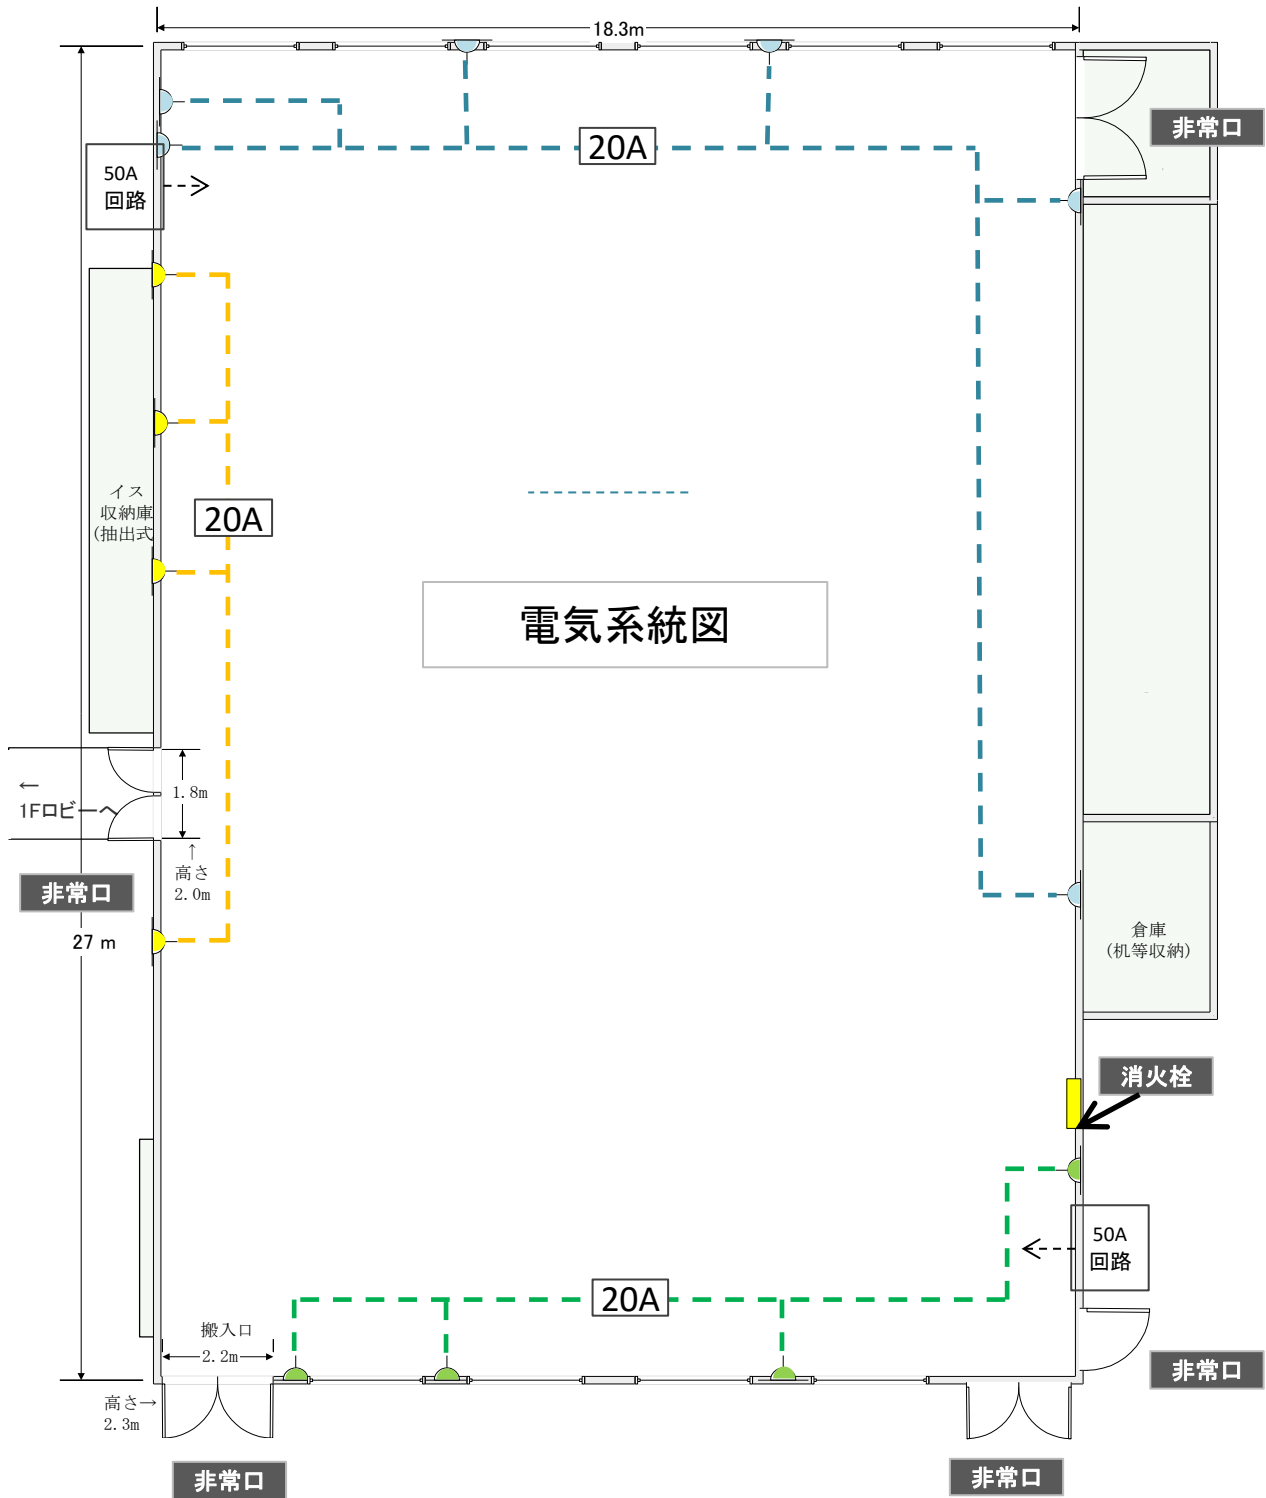 18.3m
非常口
20A
50A
回路
イス
収納庫
(抽出式
20A
電気系統図
1.8m
←
1Fロビーへ
↑
高さ
2.0m
非常口
27 m
倉庫
(机等収納)
消火栓
50A
回路
20A
搬入口
2.2m
高さ→
2.3m
非常口
非常口
非常口